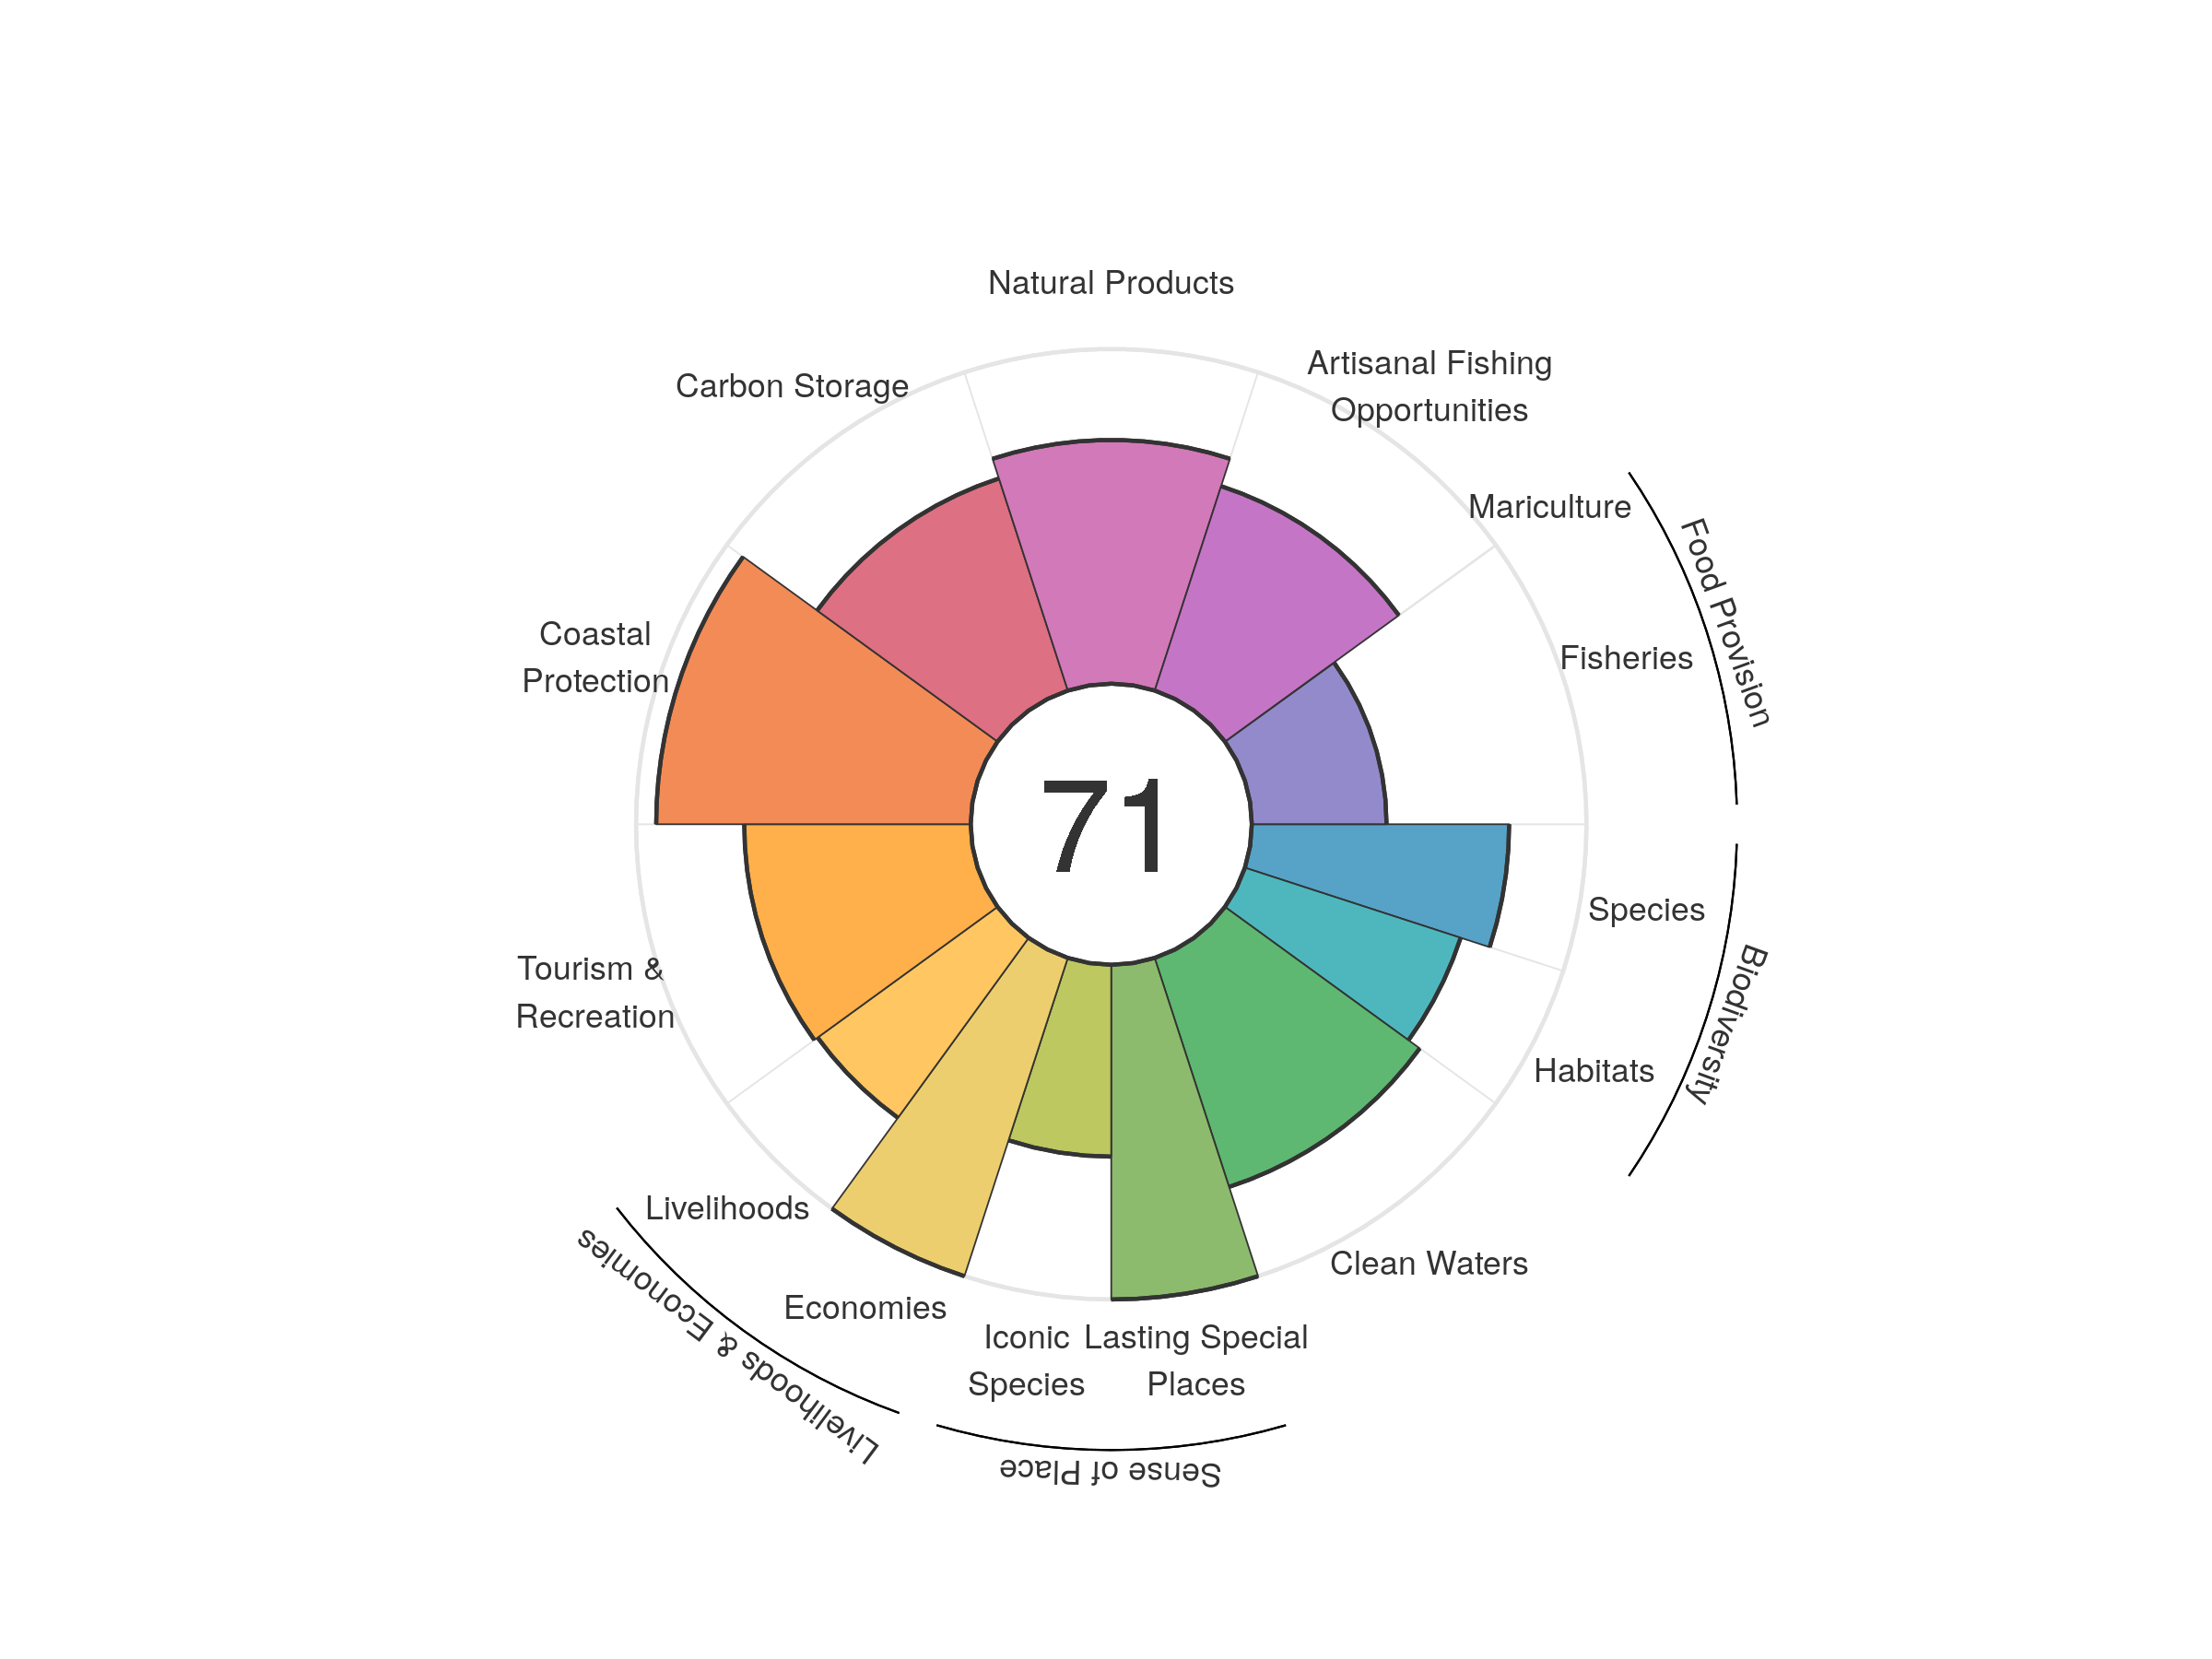 Natural Products
Artisanal Fishing
Opportunities
Carbon Storage
Mariculture
Food Provision
Fisheries
Coastal
Protection
71
Species
Biodiversity
Tourism &
Recreation
Habitats
Livelihoods
Clean Waters
Economies
Livelihoods & Economies
Iconic
Species
Lasting Special
Places
Sense of Place